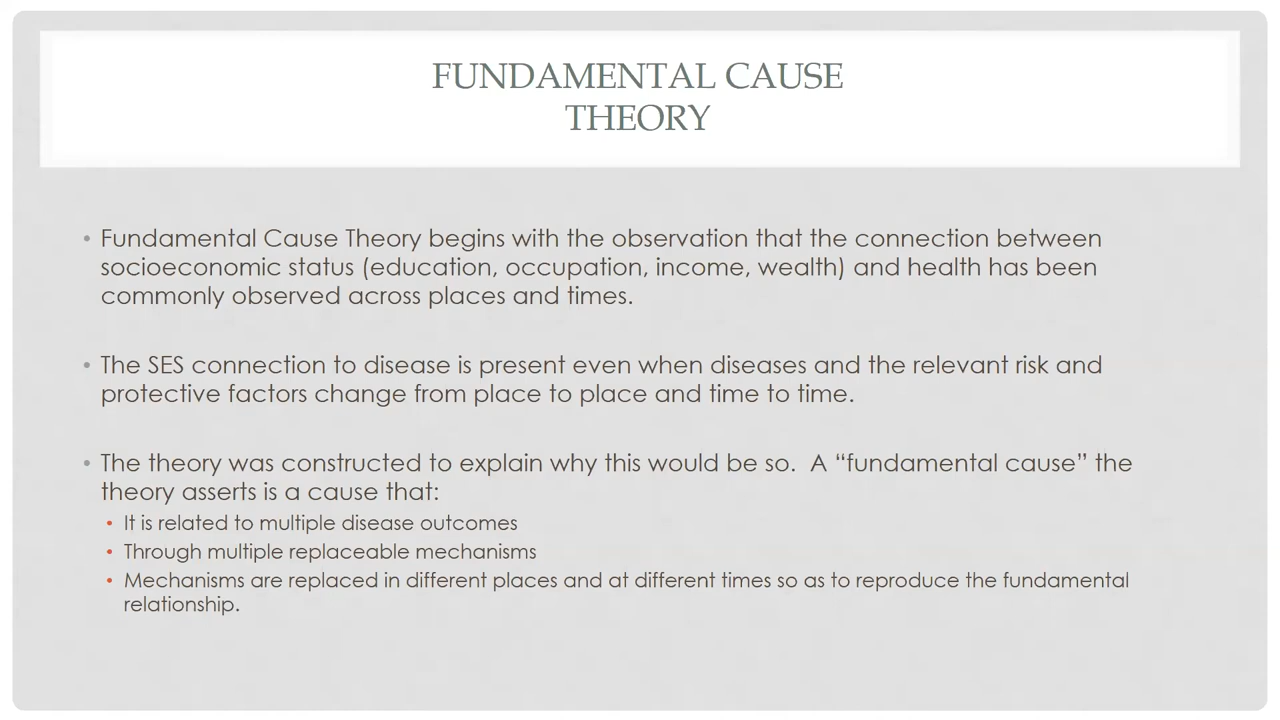 FUNDAMENTAL CAUSE
THEORY
• Fundamental Cause Theory begins with the observation that the connection between
socioeconomic status (education, occupation, income, wealth) and health has been
commonly observed across places and times.
• The SES connection to disease is present even when diseases and the relevant risk and
protective factors change from place to place and time to time.
• The theory was constructed to explain why this would be so.  A “fundamental cause” the
theory asserts is a cause that:
• It is related to multiple disease outcomes
• Through multiple replaceable mechanisms
• Mechanisms are replaced in different places and at different times so as to reproduce the fundamental
relationship.